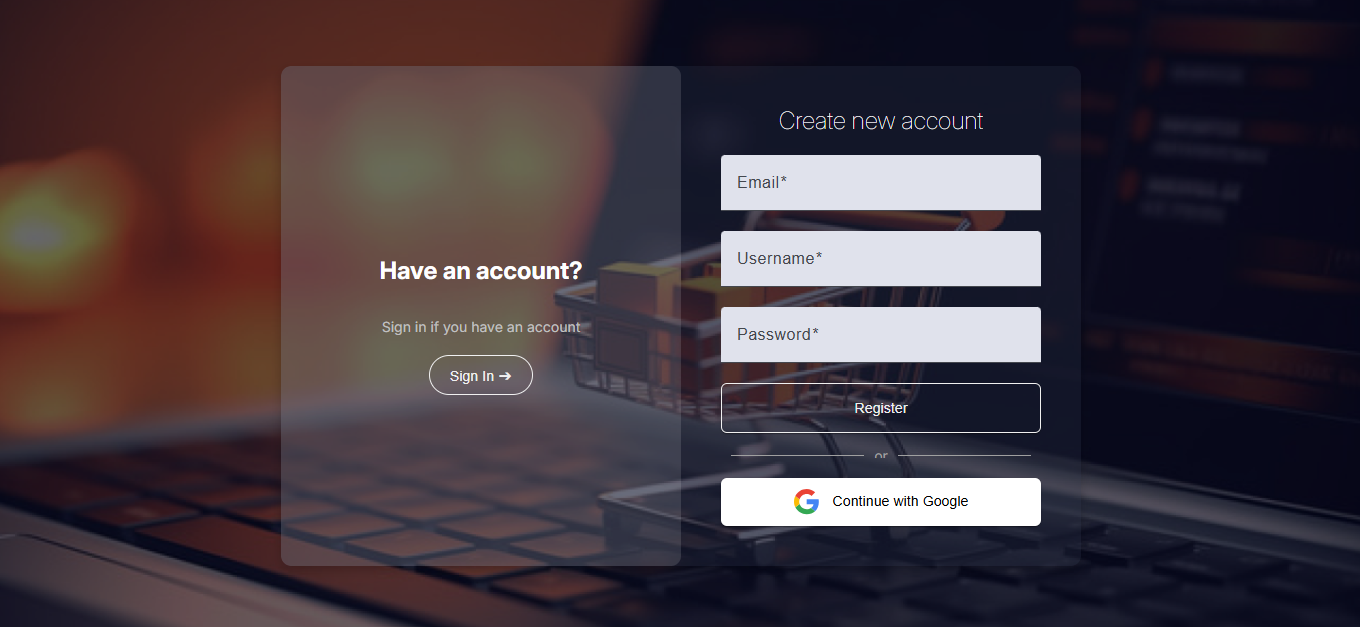 Have an account?
Sign in if you have an account
Sign In ➔
Create new account
Email*
Username*
Password*
Register
or
Continue with Google